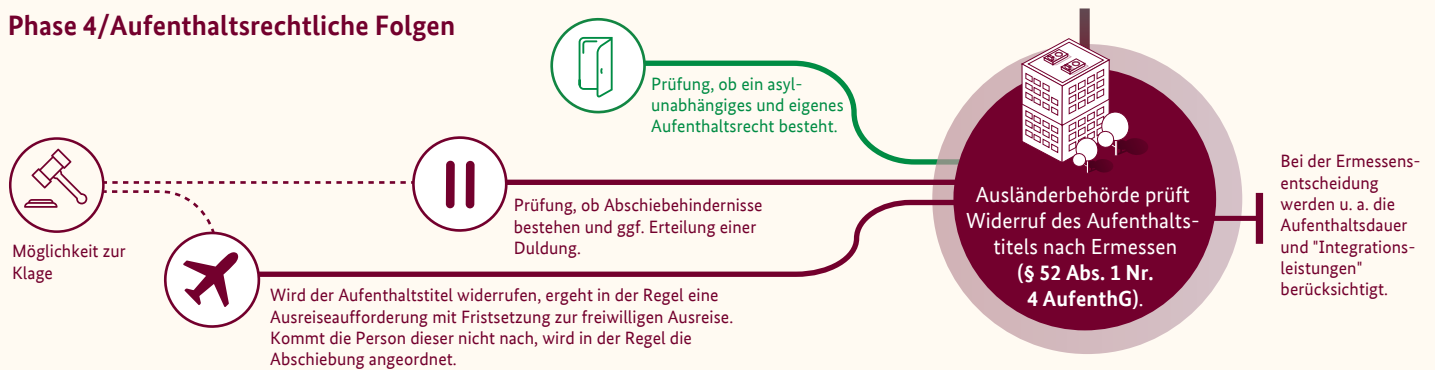 Phase 4/Aufenthaltsrechtliche Folgen
Prüfung, ob ein asyl-
unabhängiges und eigenes
Aufenthaltsrecht besteht.
Möglichkeit zur
Klage
Prüfung, ob Abschiebehindernisse
bestehen und ggf. Erteilung einer
Duldung.
Wird der Aufenthaltstitel widerrufen, ergeht in der Regel eine
Ausreiseaufforderung mit Fristsetzung zur freiwilligen Ausreise.
Kommt die Person dieser nicht nach, wird in der Regel die
Abschiebung angeordnet.
Ausländerbehörde prüft
Widerruf des Aufenthalts-
titels nach Ermessen
(§ 52 Abs. 1 Nr.
4 AufenthG).
Bei der Ermessens-
entscheidung
werden u. a. die
Aufenthaltsdauer
und "Integrations-
leistungen"
berücksichtigt.